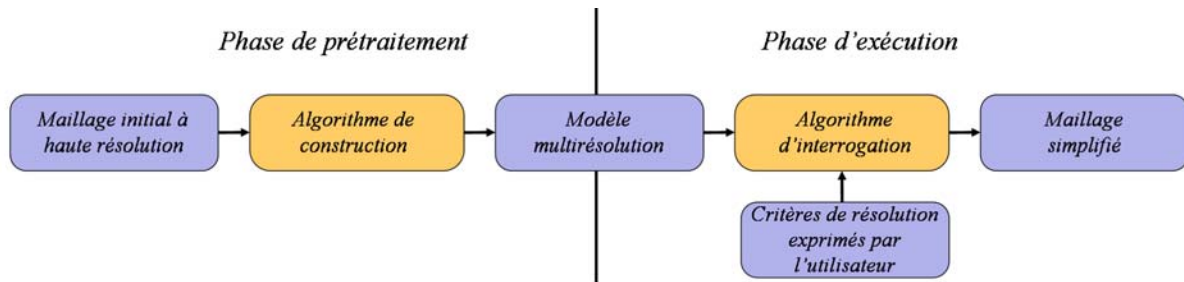 Phase de prétraitement
Phase d'exécution
Maillage initial à
haute résolution
Algorithme de
construction
Modèle
multirésolution
Algorithme
d'interrogation
Maillage
simplifié
Critères de résolution
exprimés par
l'utilisateur